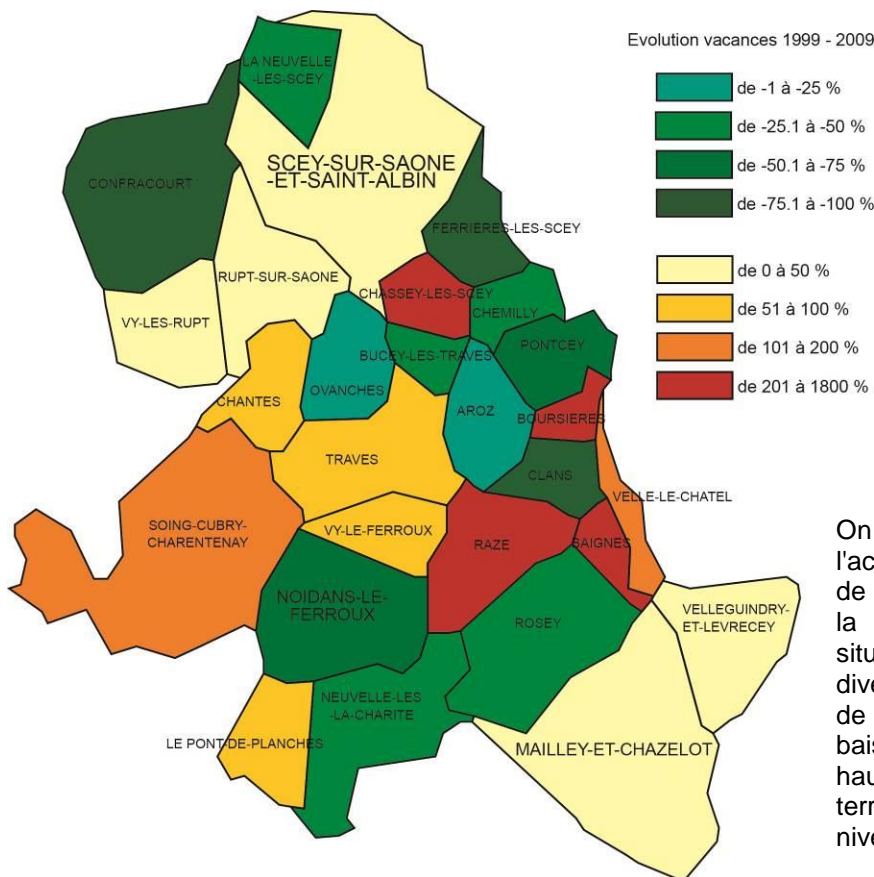 Evolution vacances 1999 - 2009
de -1 à -25 %
de -25.1 à -50 %
de -50.1 à -75 %
de -75.1 à -100 %
de 0 à 50 %
de 51 à 100 %
de 101 à 200 %
de 201 à 1800 %
LA NEUVELLE
-LES-SCEY
SCEY-SUR-SAONE
-ET-SAINT-ALBIN
CONFRACOURT
FERRIERES-LES-SCEY
RUPT-SUR-SAONE
CHASSEY-LES-SCEY
CHEMILLY
VY-LES-RUPT
BUCEY-LES-TRAVES
PONTCEY
OVANCHES
CHANTES
AROZ
BOURSIERES
TRAVES
CLANS
VELLE-LE-CHATEL
SOING-CUBRY-
CHARENTENAY
VY-LE-FERROUX
RAZE
BAIGNES
NOIDANS-LE-
FERROUX
ROSEY
VELLEGUINDRY-
ET-LEVRECEY
NEUVELLE-LES
-LA-CHARITE
LE PONT-DE-PLANCHES
MAILLEY-ET-CHAZELOT
On
l'ac
de
la
situ
dive
de
bais
hau
terr
nive